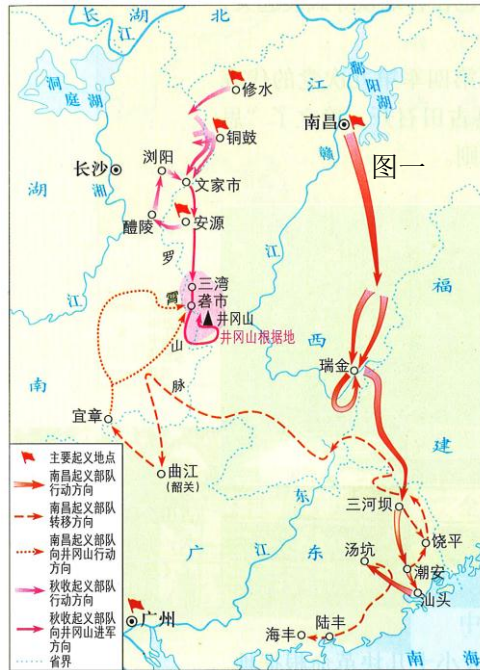 长 湖 北
江
洞庭湖
修水
江
鄱阳湖
南昌
铜鼓
图一
赣
长沙
浏阳
文家市
湖
湘
安源
醴陵
江
罗
霄
山
脉
三湾
砻市
井冈山
井冈山根据地
江
福
西
瑞金
建
南
宜章
曲江
(韶关)
东
江
三河坝
饶平
广
东
汤坑
潮安
汕头
广州
陆丰
海丰
南 海
主要起义地点
南昌起义部队
行动方向
南昌起义部队
转移方向
南昌起义部队
向井冈山行动
方向
秋收起义部队
行动方向
秋收起义部队
向井冈山进军
方向
省界